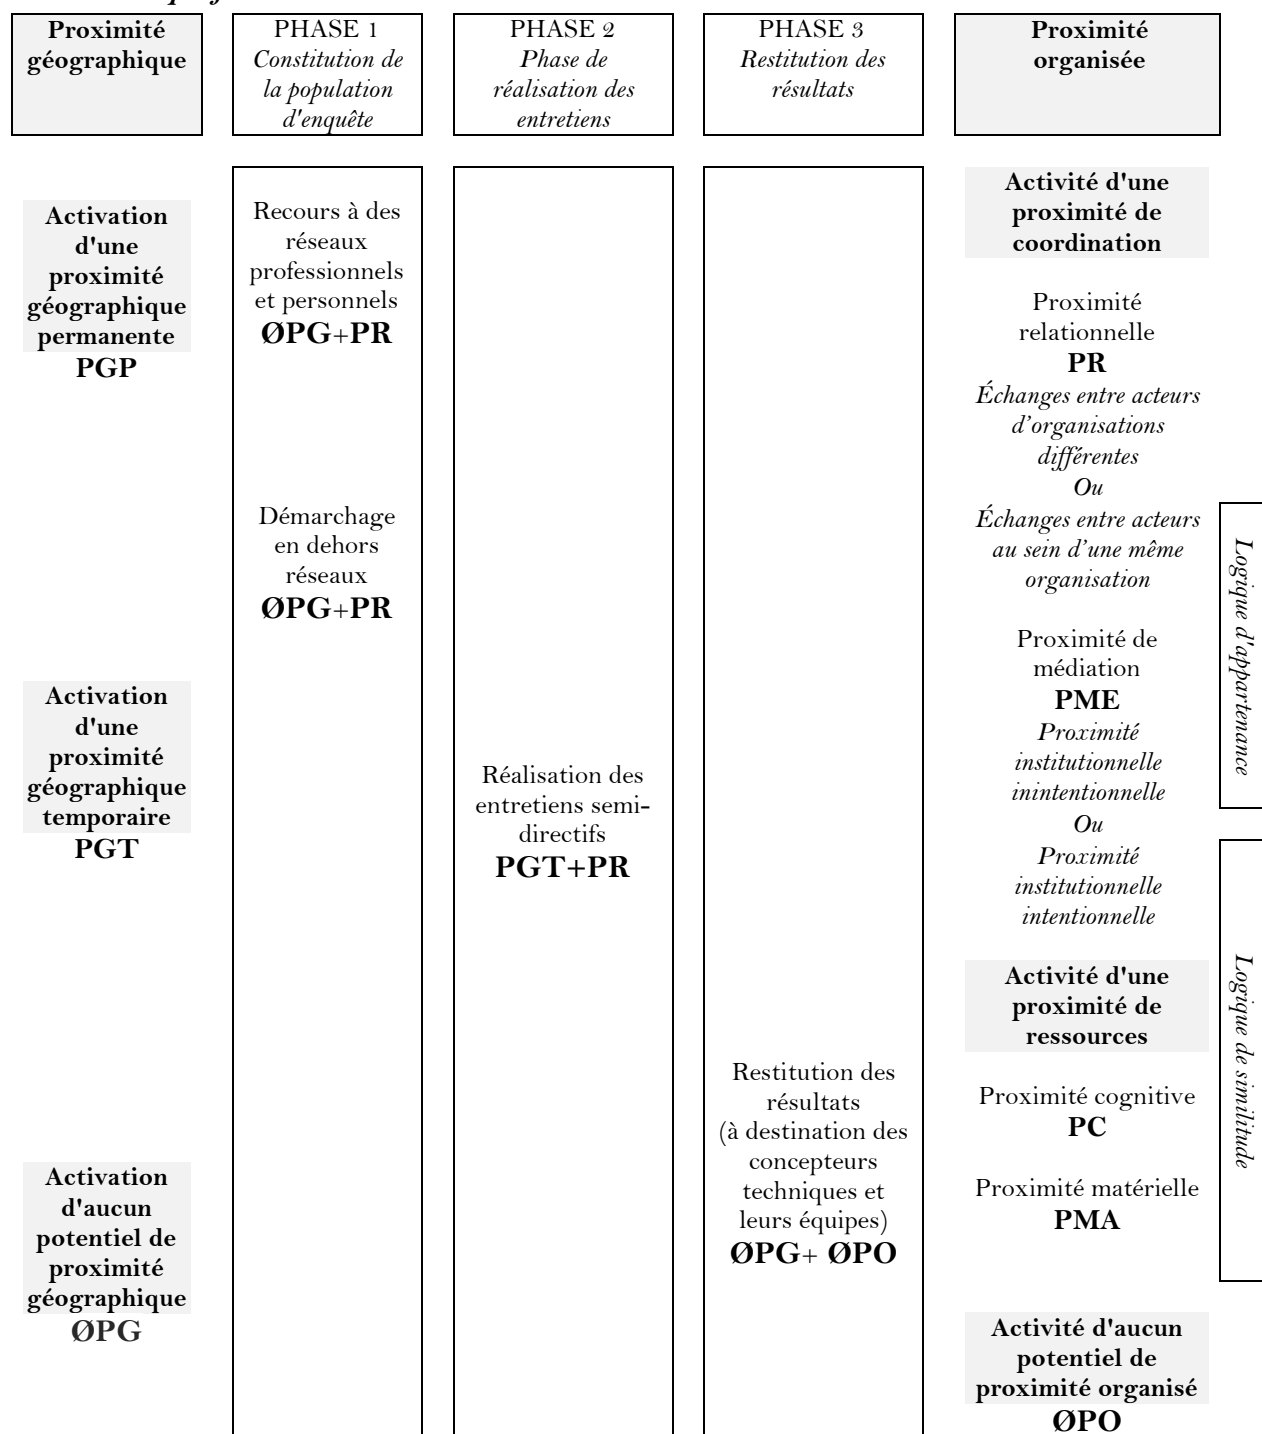 Proximité
géographique
PHASE 1
Constitution de
la population
d'enquête
PHASE 2
Phase de
réalisation des
entretiens
PHASE 3
Restitution des
résultats
Proximité
organisée
Activation
d'une
proximité
géographique
permanente
PGP
Activation
d'une
proximité
géographique
temporaire
PGT
Activation
d'aucun
potentiel de
proximité
géographique
ØPG
Recours à des
réseaux
professionnels
et personnels
ØPG+PR
Démarchage
en dehors
réseaux
ØPG+PR
Réalisation des
entretiens semi-
directifs
PGT+PR
Restitution des
résultats
(à destination des
concepteurs
techniques et
leurs équipes)
ØPG+ ØPO
Activité d'une
proximité de
coordination
Proximité
relationnelle
PR
Échanges entre acteurs
d’organisations
différentes
Ou
Échanges entre acteurs
au sein d’une même
organisation
Proximité de
médiation
PME
Proximité
institutionnelle
inintentionnelle
Ou
Proximité
institutionnelle
intentionnelle
Activité d'une
proximité de
ressources
Proximité cognitive
PC
Proximité matérielle
PMA
Activité d'aucun
potentiel de
proximité organisé
ØPO
Logique d'appartenance
Logique de similitude